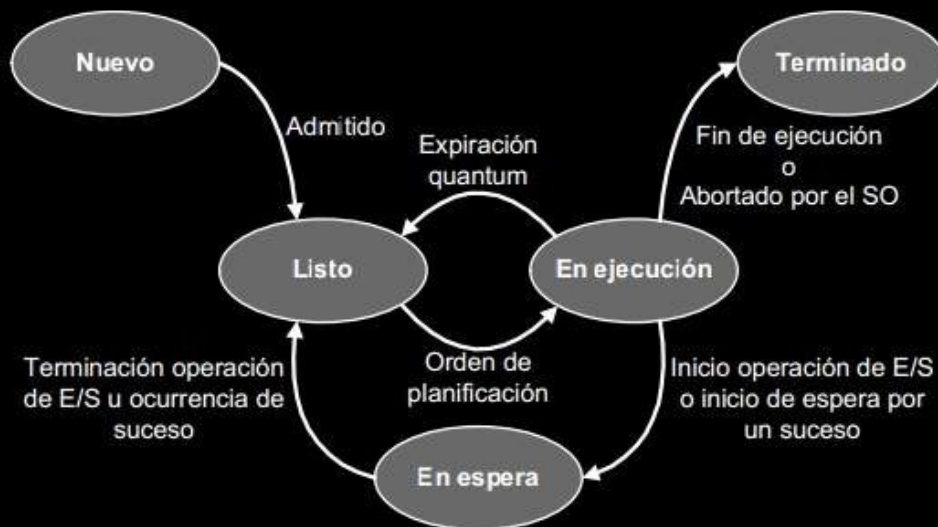 Nuevo
Terminado
Admitido
Expiración
quantum
Fin de ejecución
o
Abortado por el SO
Listo
En ejecución
Terminación operación
de E/S u ocurrencia de
suceso
Orden de
planificación
Inicio operación de E/S
o inicio de espera por
un suceso
En espera